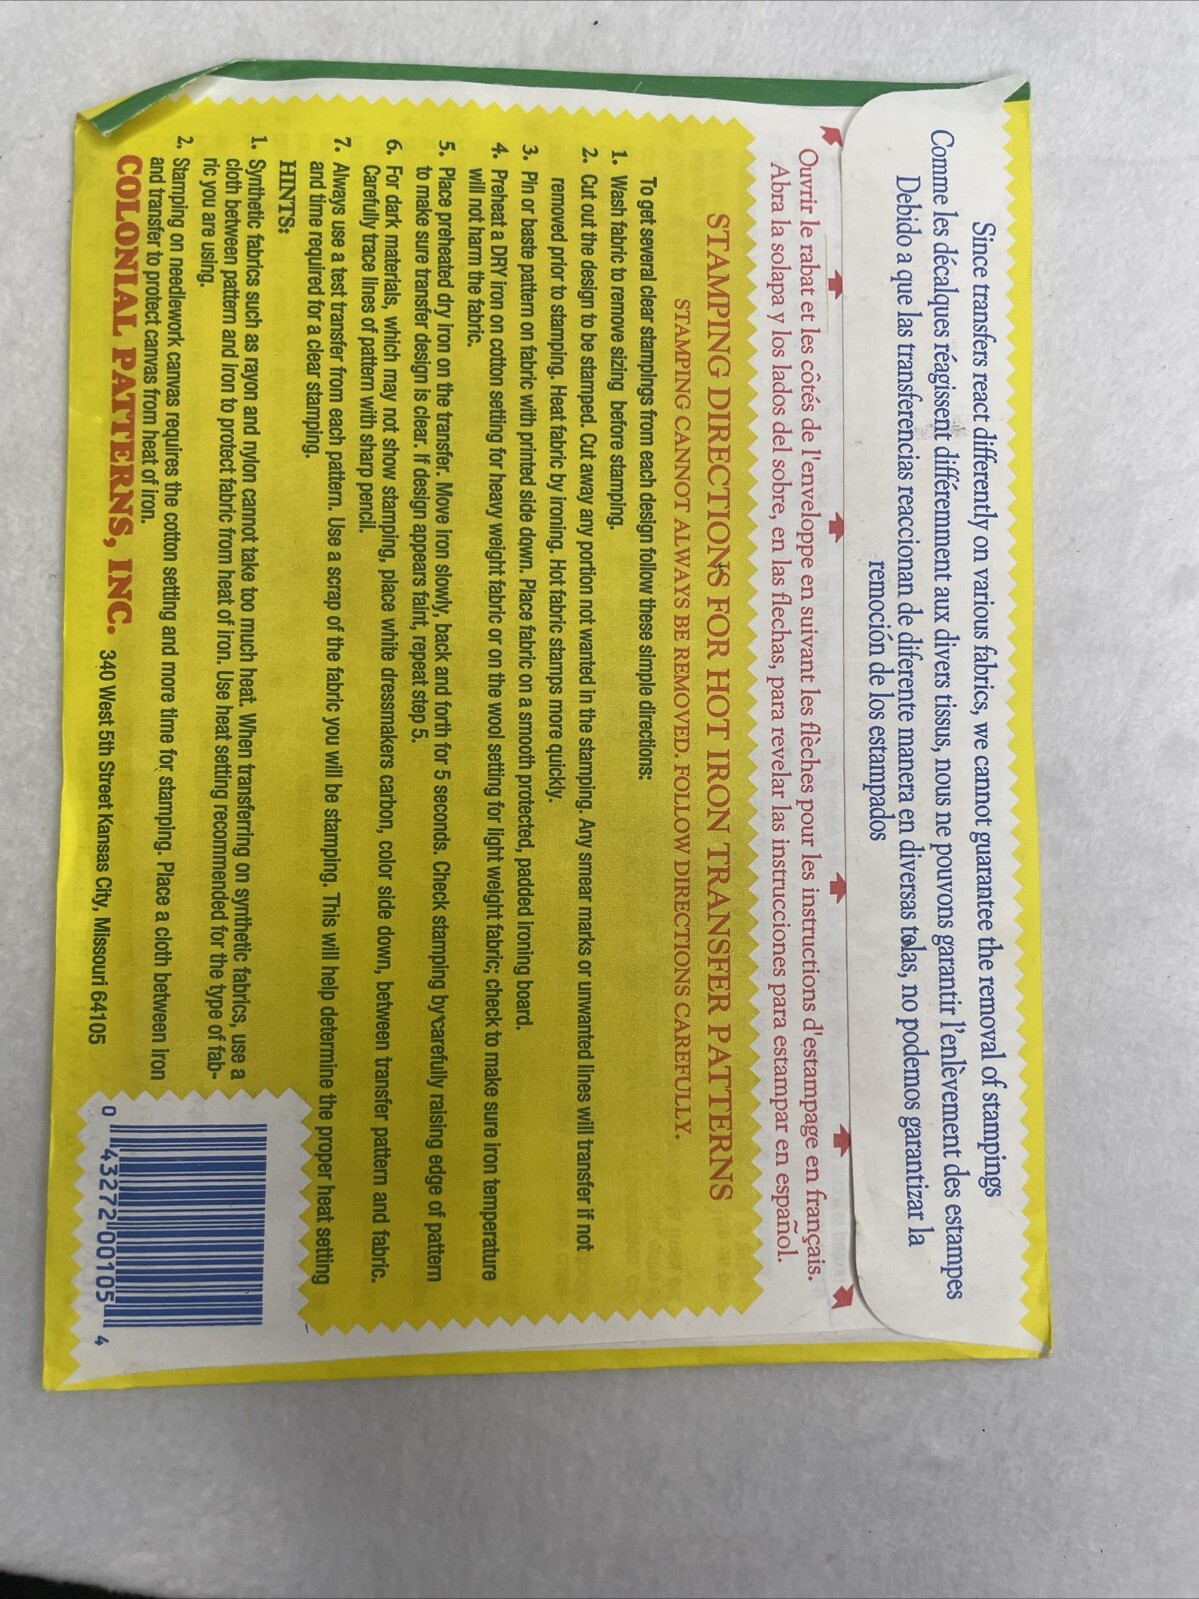 Since transfers react differently on various fabrics, we cannot guarantee the removal of stampings
Comme les décalques réagissent différemment aux divers tissus, nous ne pouvons garantir l'enlèvement des estampes
Debido a que las transferencias reaccionan de diferente manera en diversas telas, no podemos garantizar la
remoción de los estampados
Ouvrir le rabat et les côtés de l'enveloppe en suivant les flèches pour les instructions d'estampage en français.
Abra la solapa y los lados del sobre, en las flechas, para revelar las instrucciones para estampar en español.
STAMPING DIRECTIONS FOR HOT IRON TRANSFER PATTERNS
STAMPING CANNOT ALWAYS BE REMOVED. FOLLOW DIRECTIONS CAREFULLY.
To get several clear stampings from each design follow these simple directions:
1. Wash fabric to remove sizing before stamping.
2. Cut out the design to be stamped. Cut away any portion not wanted in the stamping. Any smear marks or unwanted lines will transfer if not
removed prior to stamping. Heat fabric by ironing. Hot fabric stamps more quickly.
3. Pin or baste pattern on fabric with printed side down. Place fabric on a smooth protected, padded ironing board.
4. Preheat a DRY iron on cotton setting for heavy weight fabric or on the wool setting for light weight fabric; check to make sure iron temperature
will not harm the fabric.
5. Place preheated dry iron on the transfer. Move iron slowly, back and forth for 5 seconds. Check stamping by carefully raising edge of pattern
to make sure transfer design is clear. If design appears faint, repeat step 5.
6. For dark materials, which may not show stamping, place white dressmakers carbon, color side down, between transfer pattern and fabric.
Carefully trace lines of pattern with sharp pencil.
7. Always use a test transfer from each pattern. Use a scrap of the fabric you will be stamping. This will help determine the proper heat setting
and time required for a clear stamping.
HINTS:
1. Synthetic fabrics such as rayon and nylon cannot take too much heat. When transferring on synthetic fabrics, use a
cloth between pattern and iron to protect fabric from heat of iron. Use heat setting recommended for the type of fab-
ric you are using.
2. Stamping on needlework canvas requires the cotton setting and more time for stamping. Place a cloth between iron
and transfer to protect canvas from heat of iron.
COLONIAL PATTERNS, INC. 340 West 5th Street Kansas City, Missouri 64105
0 43272 00105 4